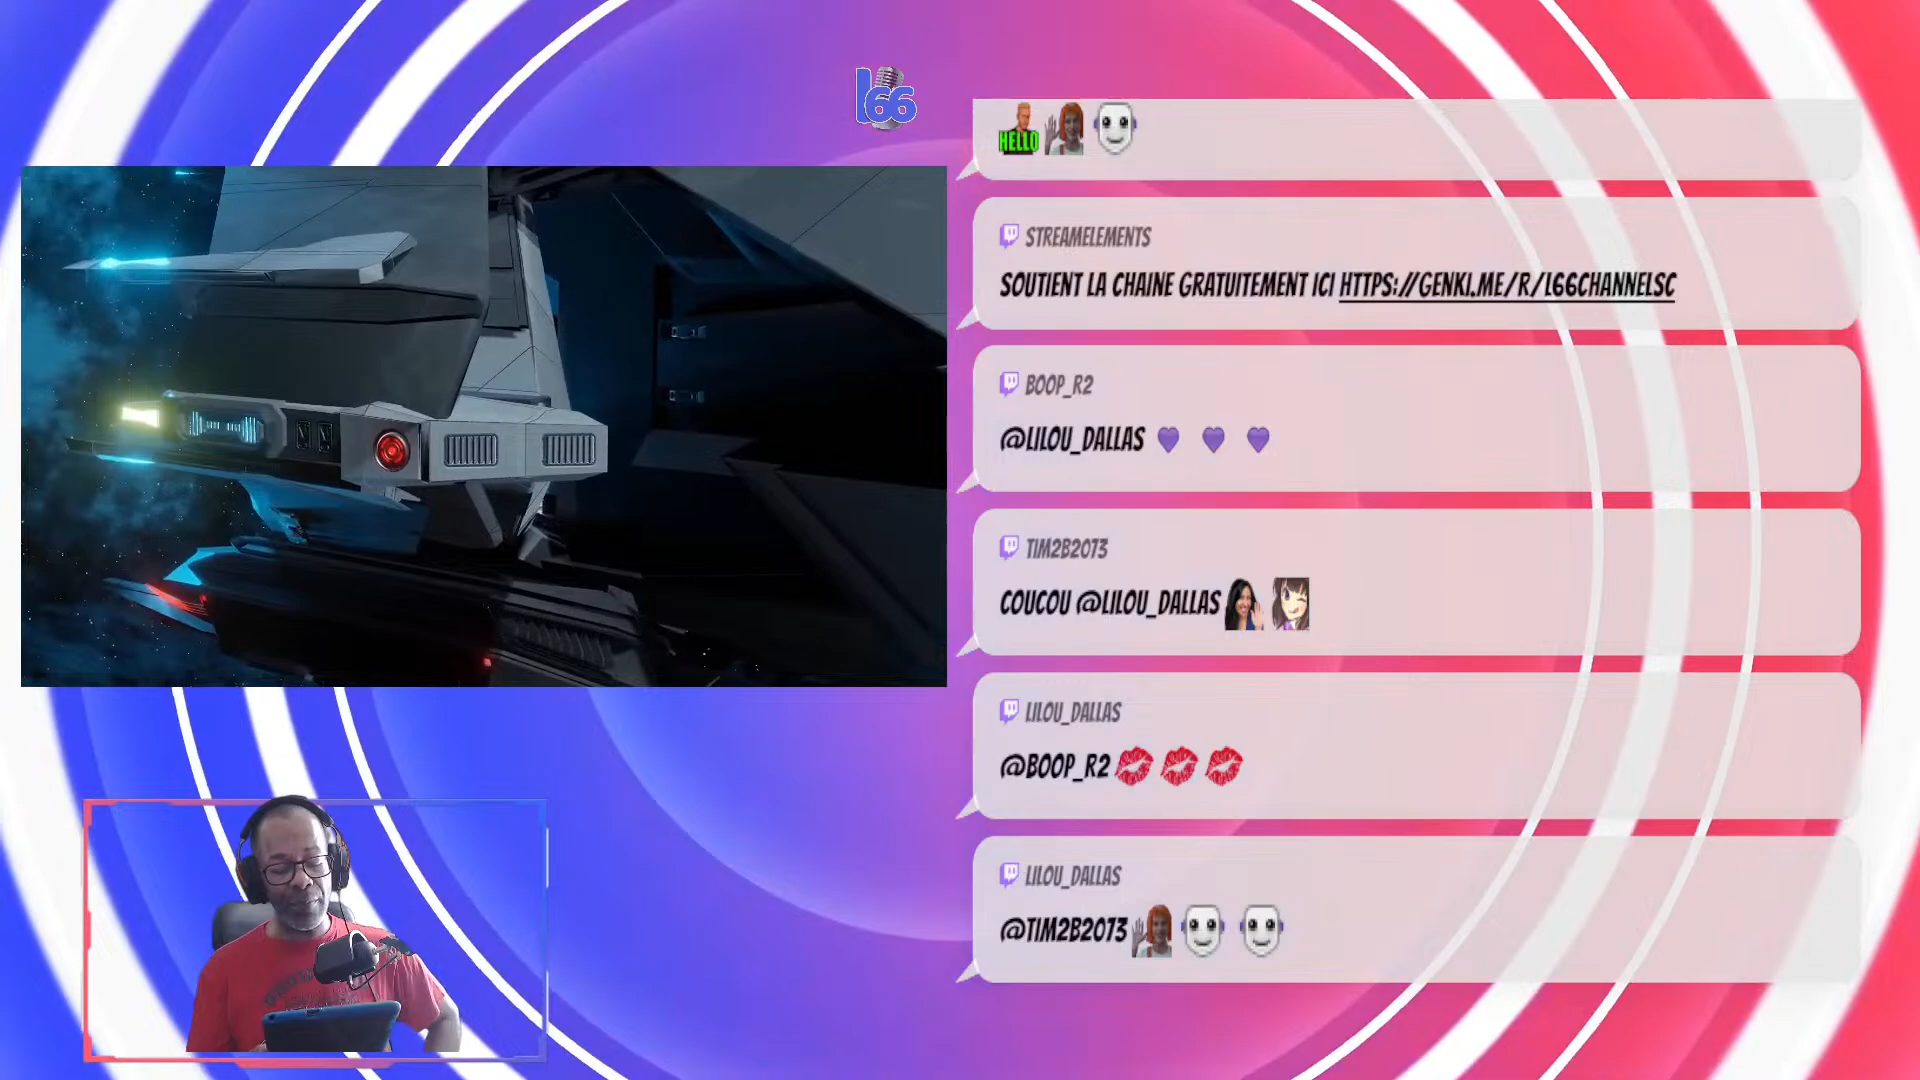 L66
HELLO
STREAMELEMENTS
SOUTIENT LA CHAINE GRATUITEMENT ICI HTTPS://GENKI.ME/R/L66CHANNELSC
BOOP_R2
@LILOU_DALLAS
TIM2B2073
COUCOU @LILOU_DALLAS
LILOU_DALLAS
@BOOP_R2
LILOU_DALLAS
@TIM2B2073